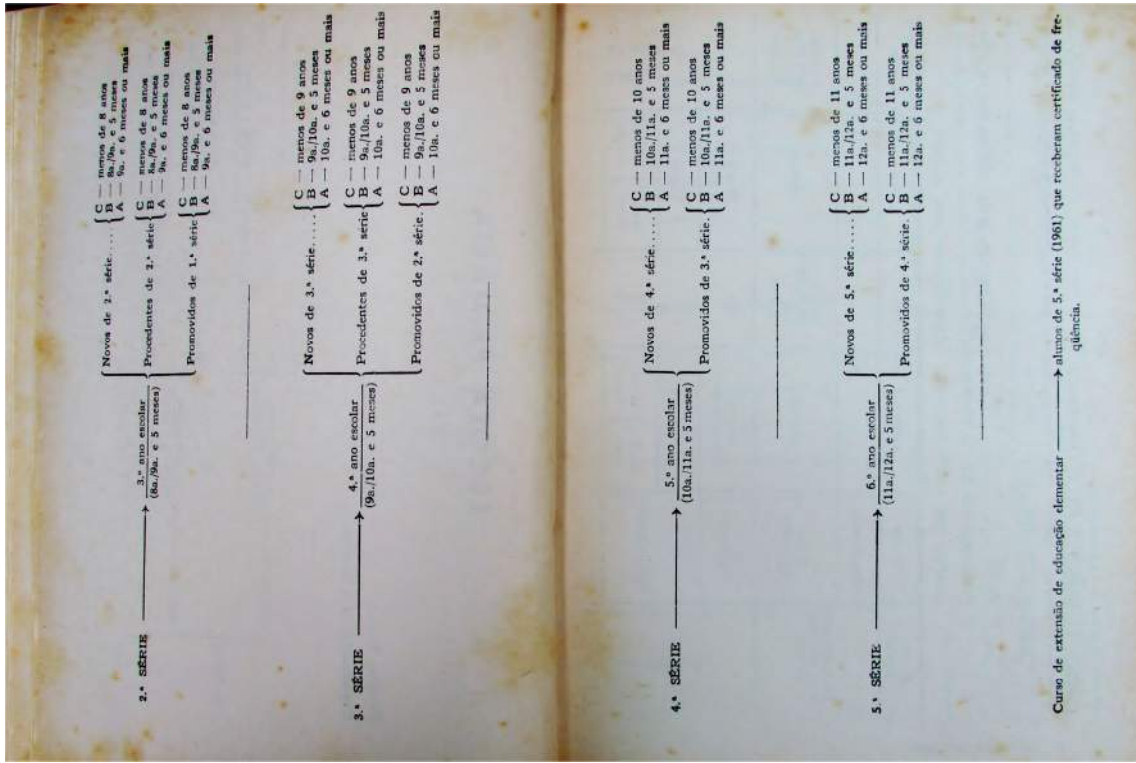 2.ª SÉRIE
3.º ano escolar
(8a./9a. e 5 meses)
Novos de 2.ª série.....
C — menos de 8 anos
B — 8a./9a. e 5 meses
A — 9a. e 6 meses ou mais
Procedentes de 2.ª série
C — menos de 8 anos
B — 8a./9a. e 5 meses
A — 9a. e 6 meses ou mais
Promovidos de 1.ª série
C — menos de 8 anos
B — 8a./9a. e 5 meses
A — 9a. e 6 meses ou mais
3.ª SÉRIE
4.º ano escolar
(9a./10a. e 5 meses)
Novos de 3.ª série.....
C — menos de 9 anos
B — 9a./10a. e 5 meses
A — 10a. e 6 meses ou mais
Procedentes de 3.ª série
C — menos de 9 anos
B — 9a./10a. e 5 meses
A — 10a. e 6 meses ou mais
Promovidos de 2.ª série.
C — menos de 9 anos
B — 9a./10a. e 5 meses
A — 10a. e 6 meses ou mais
4.ª SÉRIE
5.º ano escolar
(10a./11a. e 5 meses)
Novos de 4.ª série.....
C — menos de 10 anos
B — 10a./11a. e 5 meses
A — 11a. e 6 meses ou mais
Promovidos de 3.ª série.
C — menos de 10 anos
B — 10a./11a. e 5 meses
A — 11a. e 6 meses ou mais
5.ª SÉRIE
6.º ano escolar
(11a./12a. e 5 meses)
Novos de 5.ª série.....
C — menos de 11 anos
B — 11a./12a. e 5 meses
A — 12a. e 6 meses ou mais
Promovidos de 4.ª série.
C — menos de 11 anos
B — 11a./12a. e 5 meses
A — 12a. e 6 meses ou mais
Curso de extensão de educação elementar → alunos de 5.ª série (1961) que receberam certificado de fre-
qüência.